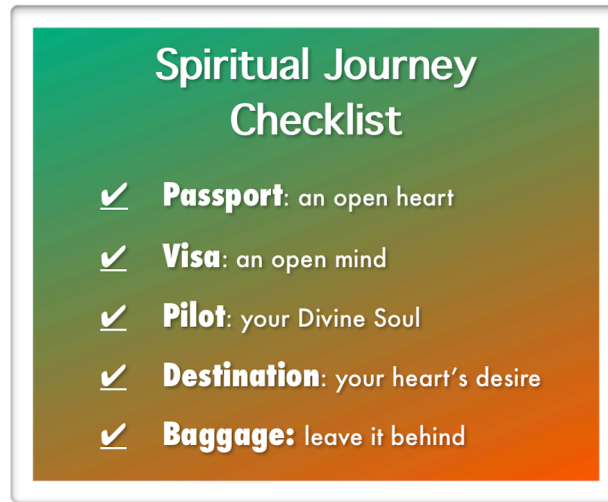 Spiritual Journey
Checklist
✔ Passport: an open heart
✔ Visa: an open mind
✔ Pilot: your Divine Soul
✔ Destination: your heart’s desire
✔ Baggage: leave it behind